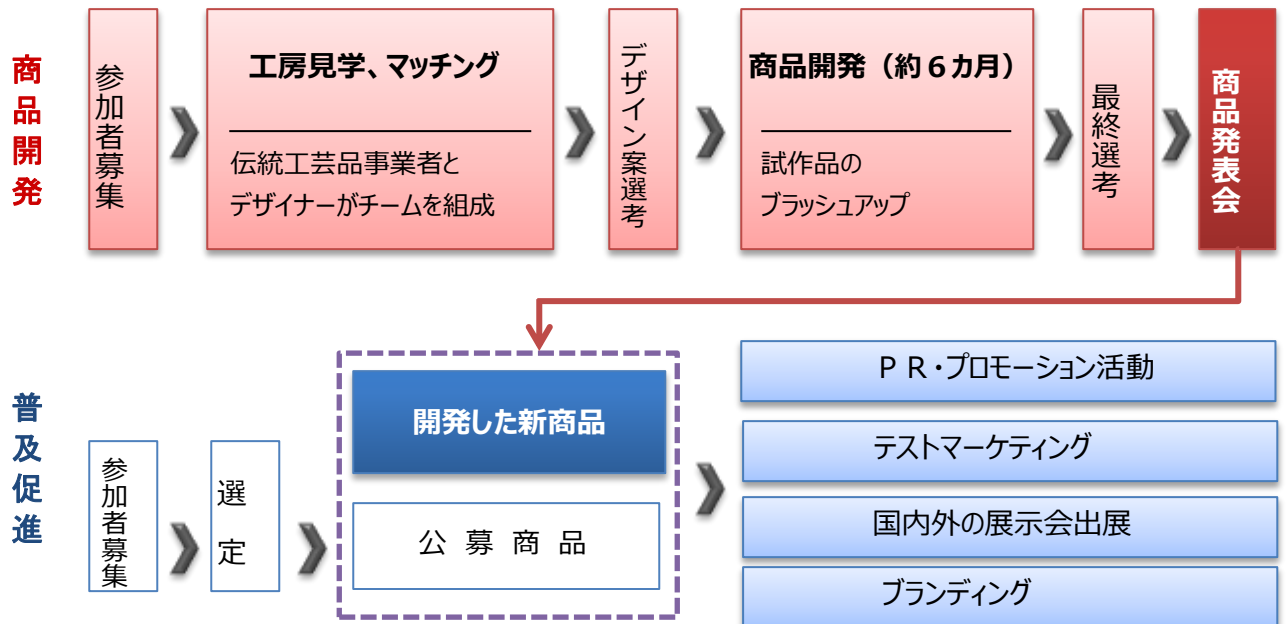 商品開発
参加者募集
工房見学、マッチング
伝統工芸品事業者と
デザイナーがチームを組成
デザイン案選考
商品開発（約６カ月）
試作品の
ブラッシュアップ
最終選考
商品発表会
普及促進
参加者募集
選定
開発した新商品
公募商品
ＰＲ・プロモーション活動
テストマーケティング
国内外の展示会出展
ブランディング